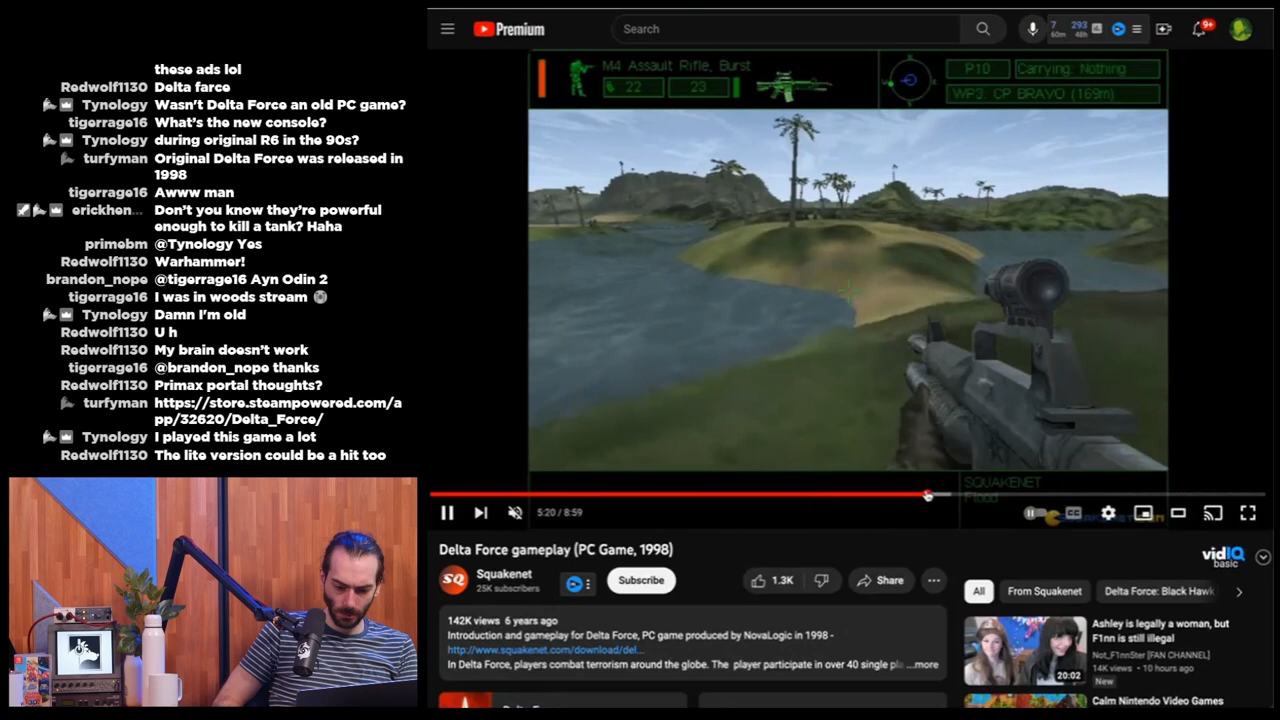 these ads lol
Redwolf1130 Delta farce
Tynology Wasn't Delta Force an old PC game?
tigerrage16 What's the new console?
Tynology during original R6 in the 90s?
turfyman Original Delta Force was released in
1998
tigerrage16 Awww man
erickhen... Don't you know they're powerful
enough to kill a tank? Haha
primebm @Tynology Yes
Redwolf1130 Warhammer!
brandon_nope @tigerrage16 Ayn Odin 2
tigerrage16 I was in woods stream
Tynology Damn I'm old
Redwolf1130 U h
Redwolf1130 My brain doesn't work
tigerrage16 @brandon_nope thanks
Redwolf1130 Primax portal thoughts?
turfyman https://store.steampowered.com/a
pp/32620/Delta_Force/
Tynology I played this game a lot
Redwolf1130 The lite version could be a hit too
Premium
Search
7 293
60m 48h
9+
M4 Assault Rifle, Burst
22 23
P10 Carrying: Nothing
WP3. CP BRAVO (169m)
SQUAKENET
Flood
5:20 / 8:59
Delta Force gameplay (PC Game, 1998)
SQ
Squakenet
25K subscribers
Subscribe
1.3K
Share
vidIQ
basic
142K views 6 years ago
Introduction and gameplay for Delta Force, PC game produced by NovaLogic in 1998 -
http://www.squakenet.com/download/del...
In Delta Force, players combat terrorism around the globe. The player participate in over 40 single pl... ...more
All
From Squakenet
Delta Force: Black Hawk
Ashley is legally a woman, but
F1nn is still illegal
Not_F1nn5ter [FAN CHANNEL]
14K views • 10 hours ago
New
20:02
Calm Nintendo Video Games